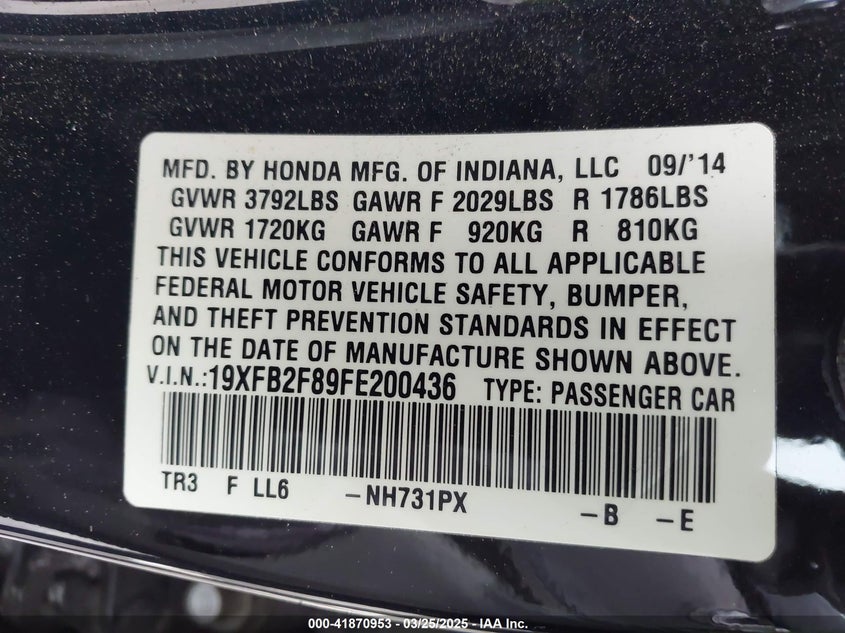 MFD. BY HONDA MFG. OF INDIANA, LLC 09/'14
GVWR 3792LBS GAWR F 2029LBS R 1786LBS
GVWR 1720KG GAWR F 920KG R 810KG
THIS VEHICLE CONFORMS TO ALL APPLICABLE
FEDERAL MOTOR VEHICLE SAFETY, BUMPER,
AND THEFT PREVENTION STANDARDS IN EFFECT
ON THE DATE OF MANUFACTURE SHOWN ABOVE.
V.I.N.:19XFB2F89FE200436 TYPE: PASSENGER CAR
TR3 F LL6 -NH731PX -B -E
000-41870953 - 03/25/2025 - IAA Inc.